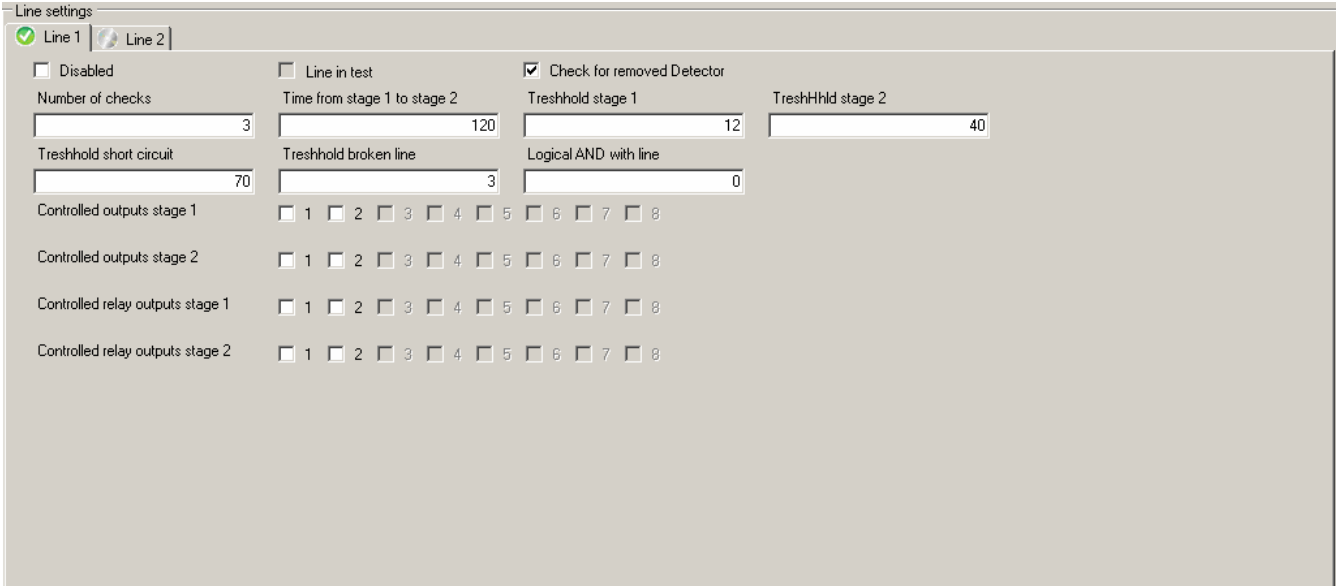 Line settings
Line 1 Line 2
Disabled Line in test Check for removed Detector
Number of checks Time from stage 1 to stage 2 Treshhold stage 1 TreshHhld stage 2
3 120 12 40
Treshhold short circuit Treshhold broken line Logical AND with line
70 3 0
Controlled outputs stage 1 1 2 3 4 5 6 7 8
Controlled outputs stage 2 1 2 3 4 5 6 7 8
Controlled relay outputs stage 1 1 2 3 4 5 6 7 8
Controlled relay outputs stage 2 1 2 3 4 5 6 7 8